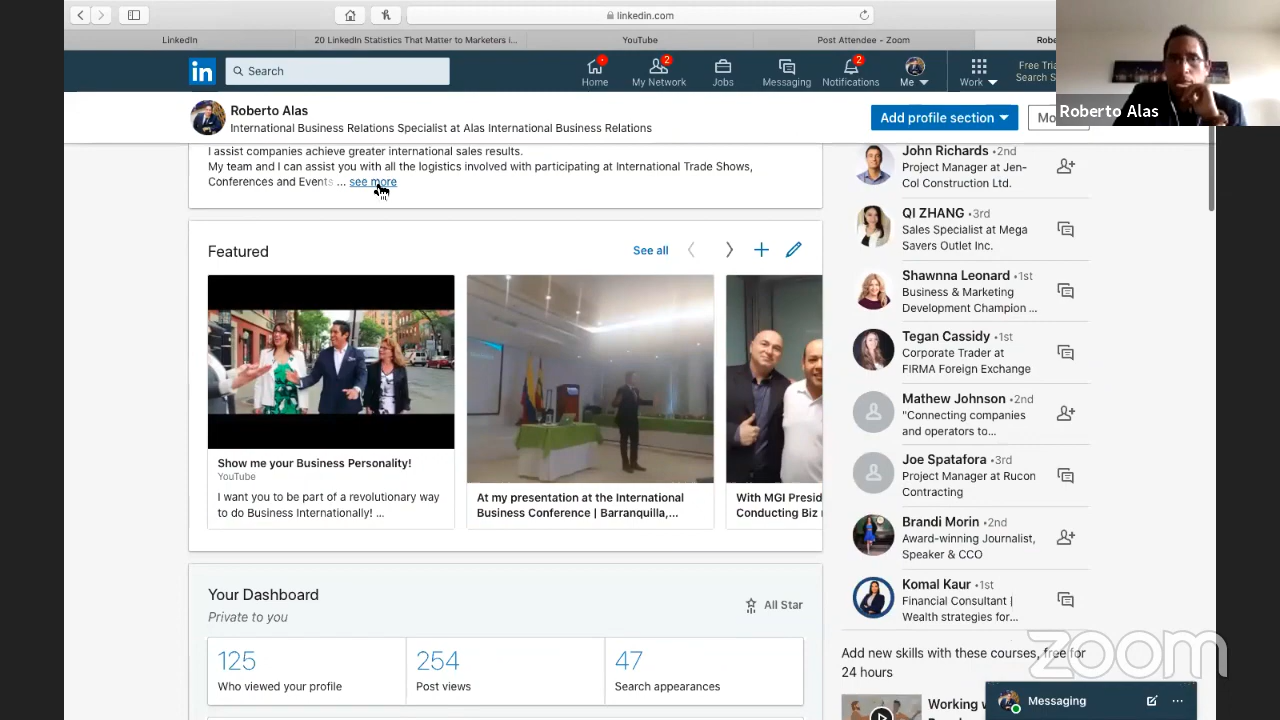 linkedin.com
LinkedIn
20 LinkedIn Statistics That Matter to Marketers i...
YouTube
Post Attendee - Zoom
Robe
in
Search
Home
2
My Network
Jobs
Messaging
2
Notifications
Me
Work
Free Tria
Search S
Roberto Alas
Roberto Alas
International Business Relations Specialist at Alas International Business Relations
Add profile section
Mo
I assist companies achieve greater international sales results.
My team and I can assist you with all the logistics involved with participating at International Trade Shows,
Conferences and Events ... see more
Featured
See all
Show me your Business Personality!
YouTube
I want you to be part of a revolutionary way
to do Business Internationally! ...
At my presentation at the International
Business Conference | Barranquilla,...
With MGI Presid
Conducting Biz
Your Dashboard
Private to you
All Star
125
Who viewed your profile
254
Post views
47
Search appearances
John Richards •2nd
Project Manager at Jen-
Col Construction Ltd.
QI ZHANG •3rd
Sales Specialist at Mega
Savers Outlet Inc.
Shawnna Leonard •1st
Business & Marketing
Development Champion ...
Tegan Cassidy •1st
Corporate Trader at
FIRMA Foreign Exchange
Mathew Johnson •2nd
"Connecting companies
and operators to...
Joe Spatafora •3rd
Project Manager at Rucon
Contracting
Brandi Morin •2nd
Award-winning Journalist,
Speaker & CCO
Komal Kaur •1st
Financial Consultant |
Wealth strategies for...
Add new skills with these courses, free for
24 hours
Working
Messaging
zoom